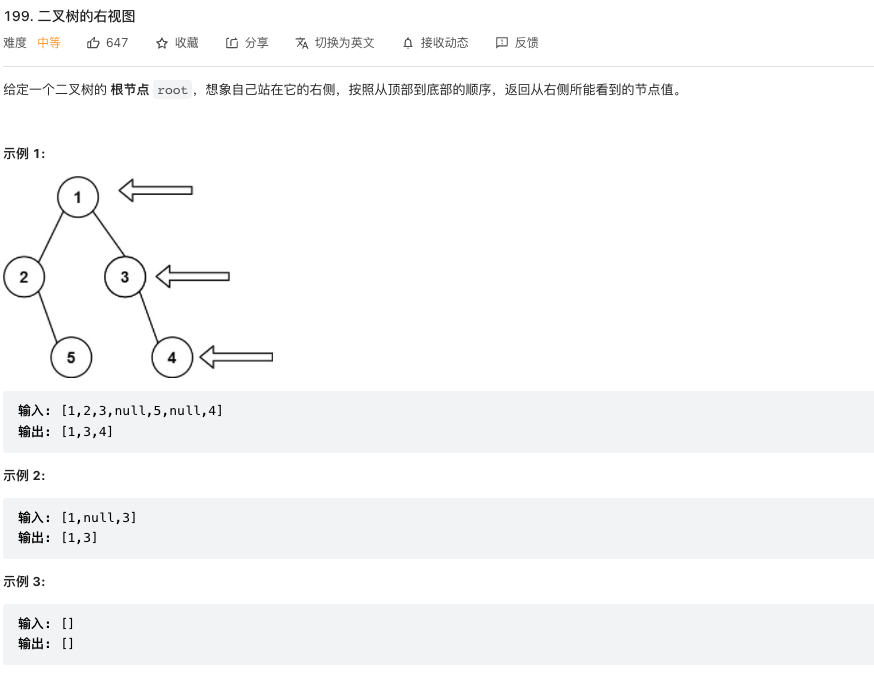 199. 二叉树的右视图
难度 中等 647 收藏 分享 切换为英文 接收动态 反馈
给定一个二叉树的 根节点 root，想象自己站在它的右侧，按照从顶部到底部的顺序，返回从右侧所能看到的节点值。
示例 1:
1
2 3
5 4
输入: [1,2,3,null,5,null,4]
输出: [1,3,4]
示例 2:
输入: [1,null,3]
输出: [1,3]
示例 3:
输入: []
输出: []